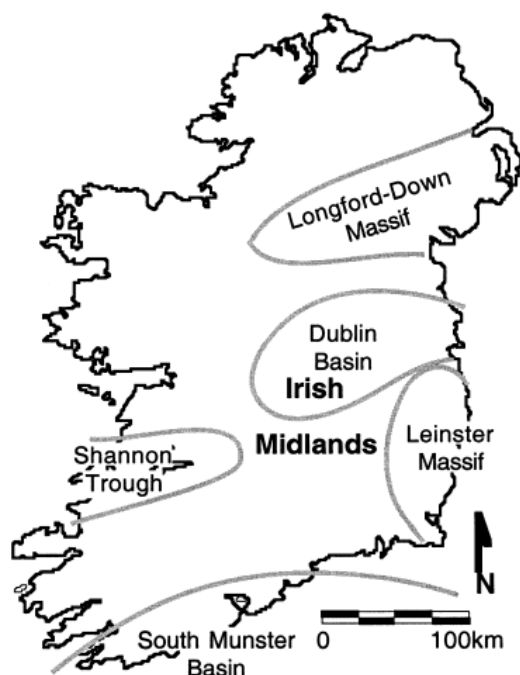 Longford-Down
Massif
Dublin
Basin
Irish
Midlands
Shannon
Trough
Leinster
Massif
N
South Munster
Basin
0 100km